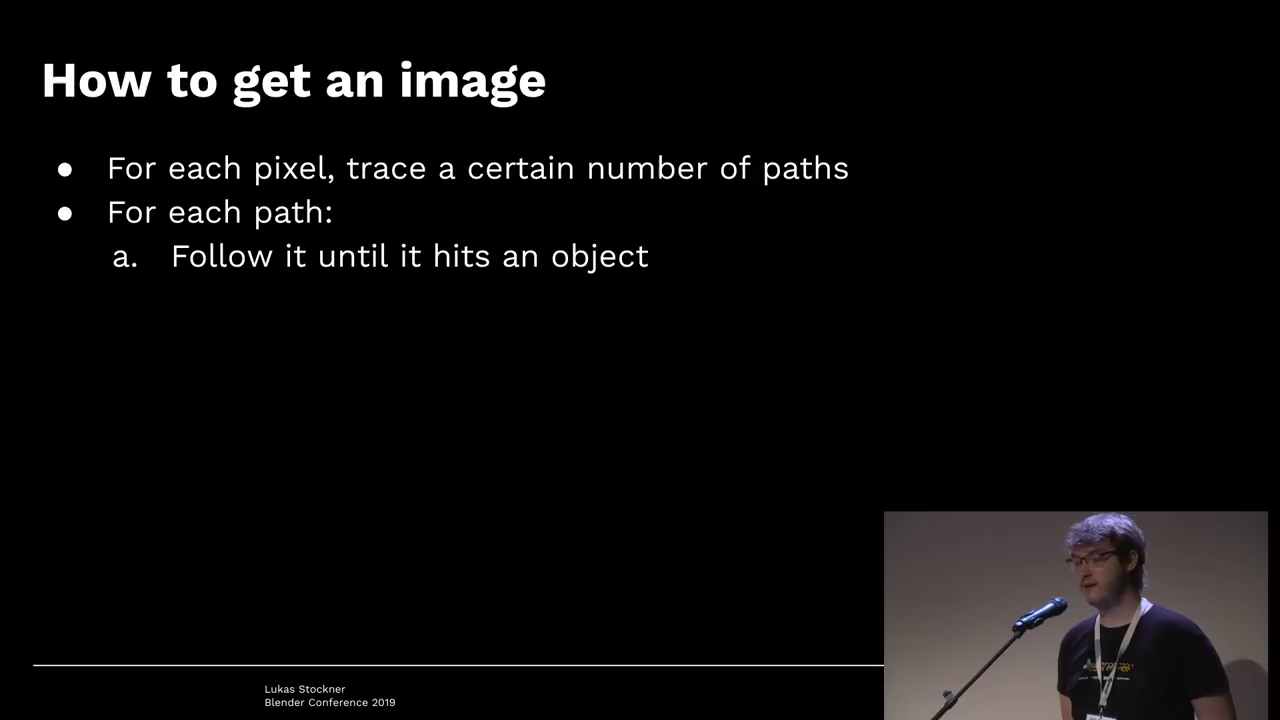 How to get an image
● For each pixel, trace a certain number of paths
● For each path:
a. Follow it until it hits an object
Lukas Stockner
Blender Conference 2019